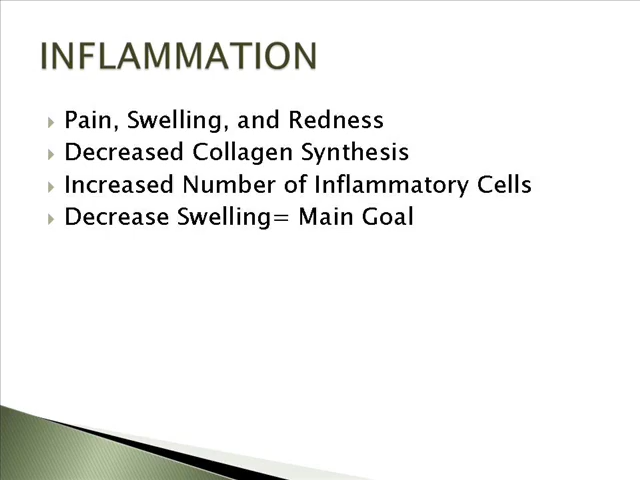 INFLAMMATION
Pain, Swelling, and Redness
Decreased Collagen Synthesis
Increased Number of Inflammatory Cells
Decrease Swelling= Main Goal